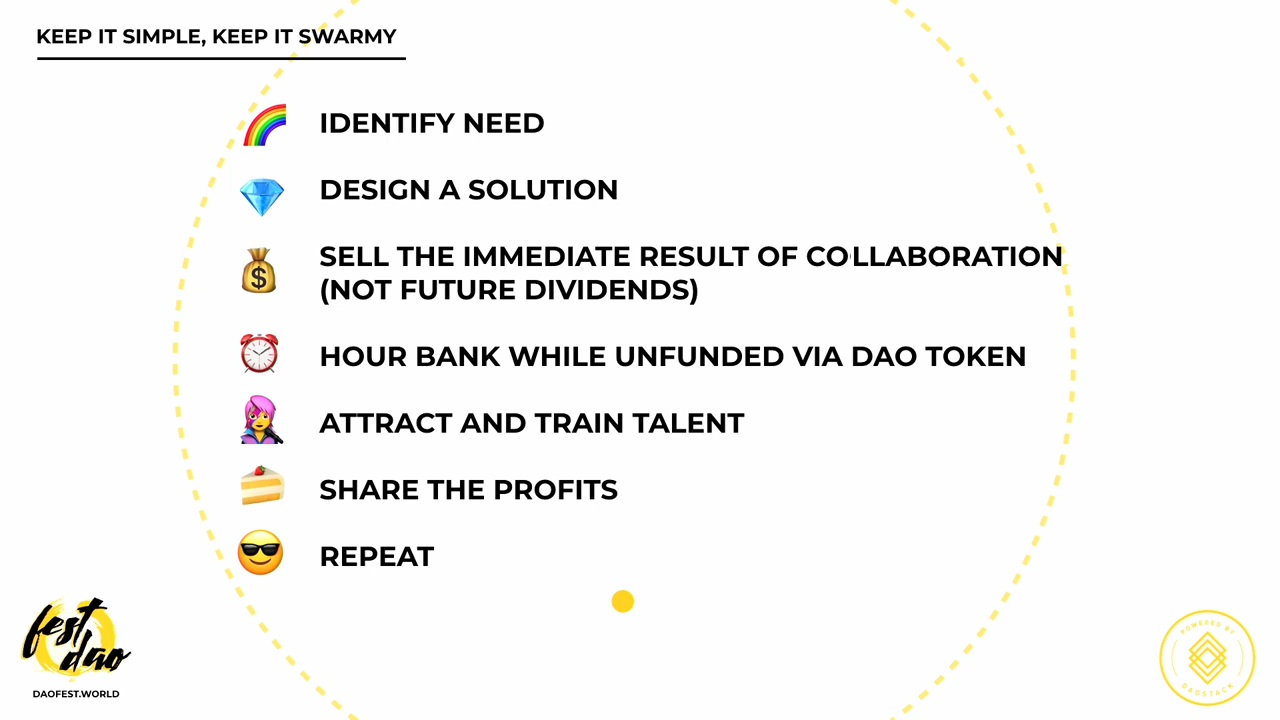 KEEP IT SIMPLE, KEEP IT SWARMY
IDENTIFY NEED
DESIGN A SOLUTION
SELL THE IMMEDIATE RESULT OF COLLABORATION
(NOT FUTURE DIVIDENDS)
HOUR BANK WHILE UNFUNDED VIA DAO TOKEN
ATTRACT AND TRAIN TALENT
SHARE THE PROFITS
REPEAT
fest
dao
DAOFEST.WORLD
POWERED BY
DAOSTACK